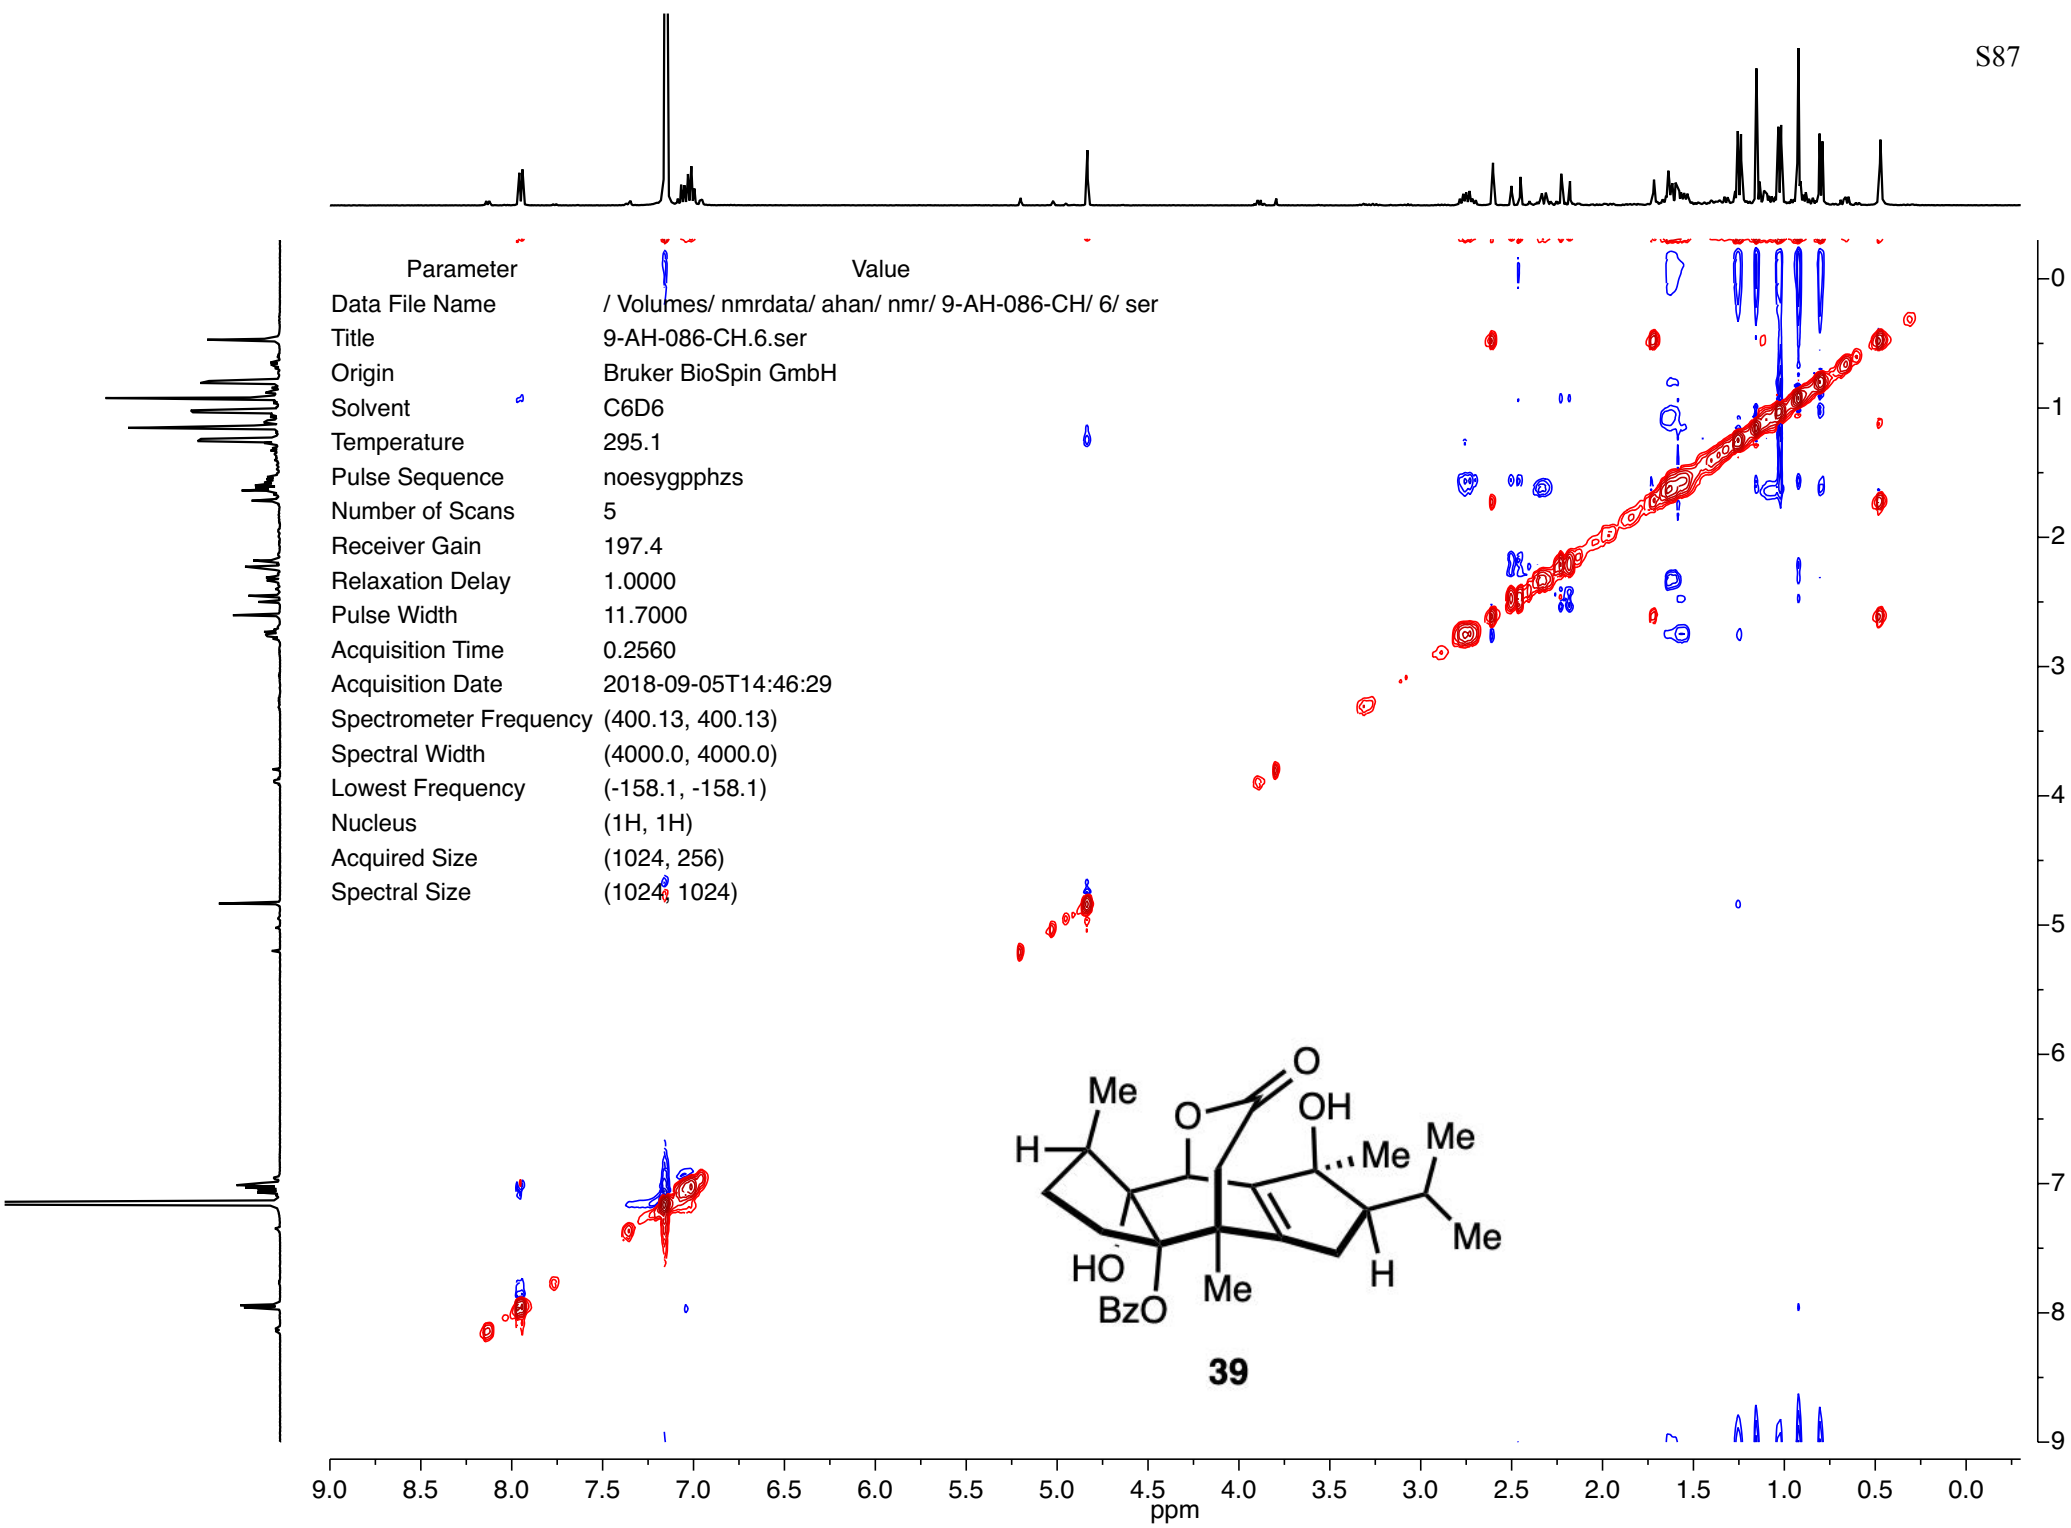 S87
Parameter Value
Data File Name / Volumes/ nmrdata/ ahan/ nmr/ 9-AH-086-CH/ 6/ ser
Title 9-AH-086-CH.6.ser
Origin Bruker BioSpin GmbH
Solvent C6D6
Temperature 295.1
Pulse Sequence noesygpphzs
Number of Scans 5
Receiver Gain 197.4
Relaxation Delay 1.0000
Pulse Width 11.7000
Acquisition Time 0.2560
Acquisition Date 2018-09-05T14:46:29
Spectrometer Frequency (400.13, 400.13)
Spectral Width (4000.0, 4000.0)
Lowest Frequency (-158.1, -158.1)
Nucleus (1H, 1H)
Acquired Size (1024, 256)
Spectral Size (1024, 1024)
0
1
2
3
4
5
6
7
8
9
O
Me
O
OH
Me
H
Me
Me
HO
H
Me
BzO
39
9.0 8.5 8.0 7.5 7.0 6.5 6.0 5.5 5.0 4.5 4.0 3.5 3.0 2.5 2.0 1.5 1.0 0.5 0.0
ppm